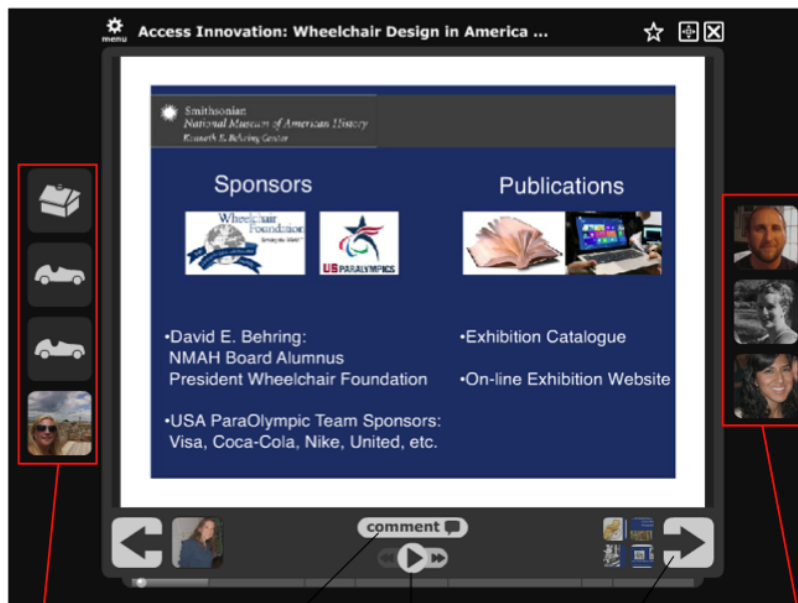 Access Innovation: Wheelchair Design in America ...
menu
Smithsonian
National Museum of American History
Kenneth E. Behring Center
Sponsors
Publications
Wheelchair
Foundation
US PARALYMPICS
•David E. Behring:
NMAH Board Alumnus
President Wheelchair Foundation
•USA ParaOlympic Team Sponsors:
Visa, Coca-Cola, Nike, United, etc.
•Exhibition Catalogue
•On-line Exhibition Website
comment